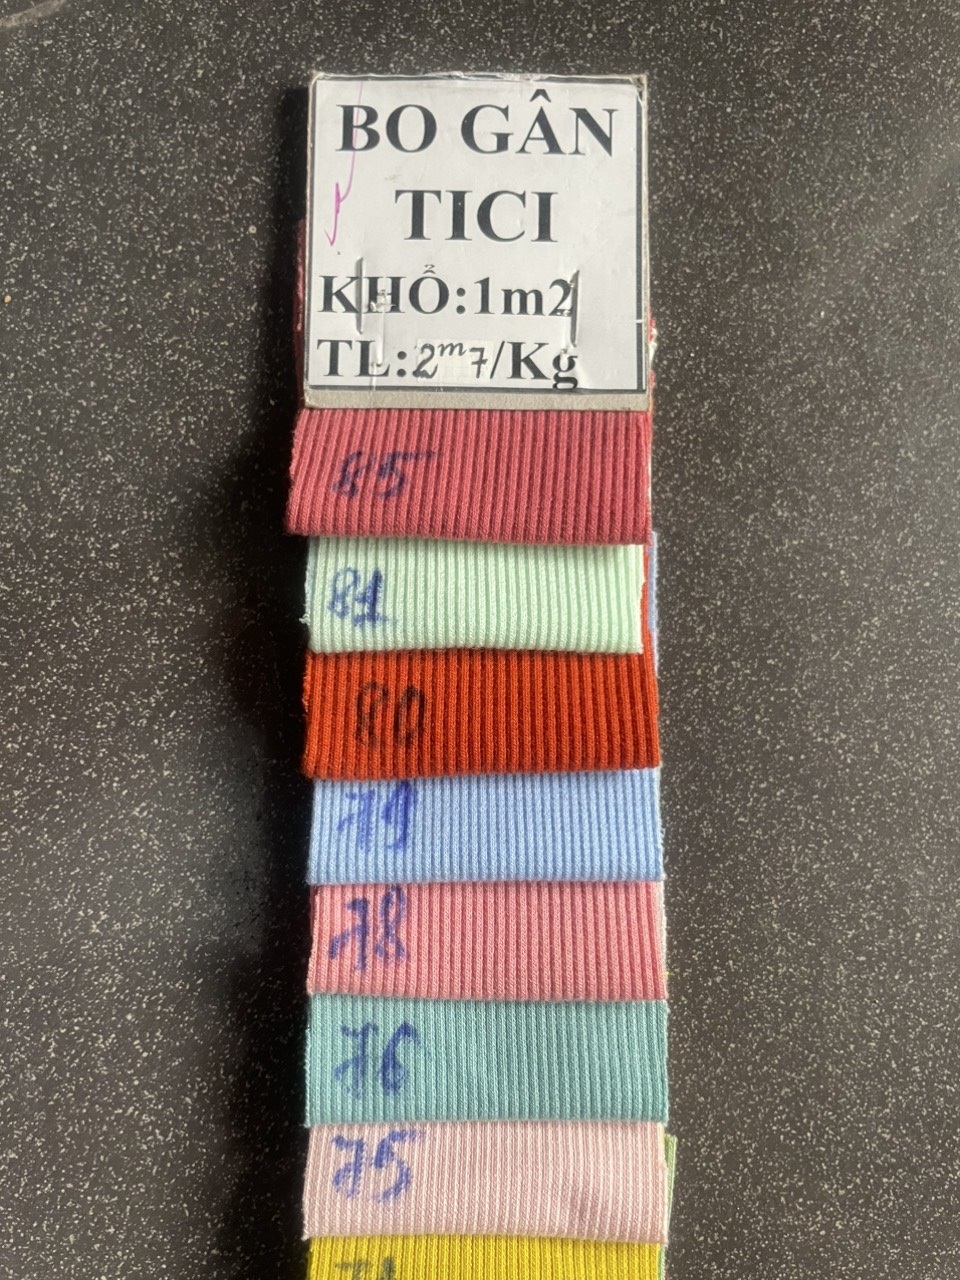 BO GÂN
TICI
KHỔ:1m2
TL:2m7/Kg
85
81
80
79
78
76
75